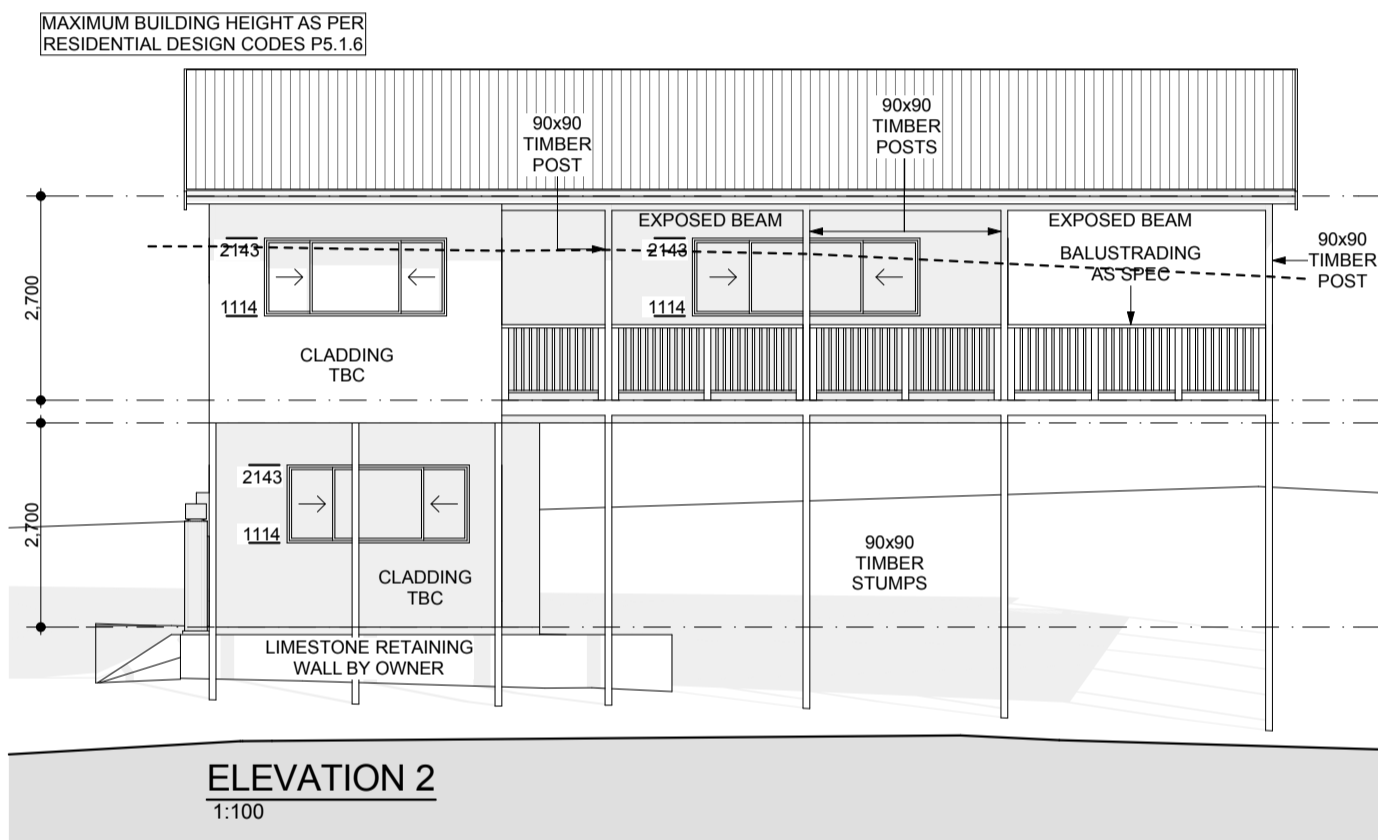 MAXIMUM BUILDING HEIGHT AS PER
RESIDENTIAL DESIGN CODES P5.1.6
90x90
TIMBER
POST
90x90
TIMBER
POSTS
EXPOSED BEAM
EXPOSED BEAM
2143
2143
BALUSTRADING
AS SPEC
90x90
TIMBER
POST
2,700
1114
1114
CLADDING
TBC
2143
2,700
1114
90x90
TIMBER
STUMPS
CLADDING
TBC
LIMESTONE RETAINING
WALL BY OWNER
ELEVATION 2
1:100